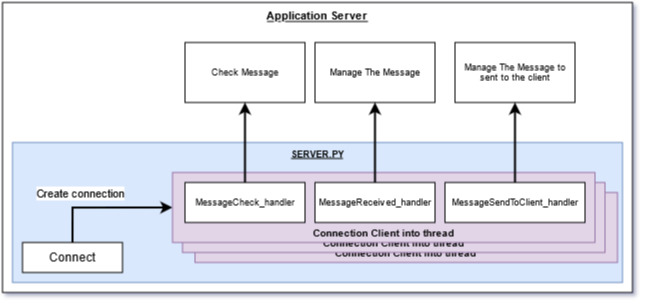 Application Server
Check Message
Manage The Message
Manage The Message to
sent to the client
SERVER.PY
Create connection
MessageCheck_handler
MessageReceived_handler
MessageSendToClient_handler
Connection Client into thread
Connection Client into thread
Connection Client into thread
Connect